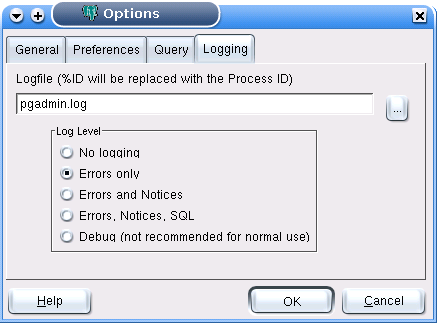 Options
General Preferences Query Logging
Logfile (%ID will be replaced with the Process ID)
pgadmin.log ...
Log Level
No logging
Errors only
Errors and Notices
Errors, Notices, SQL
Debug (not recommended for normal use)
Help OK Cancel